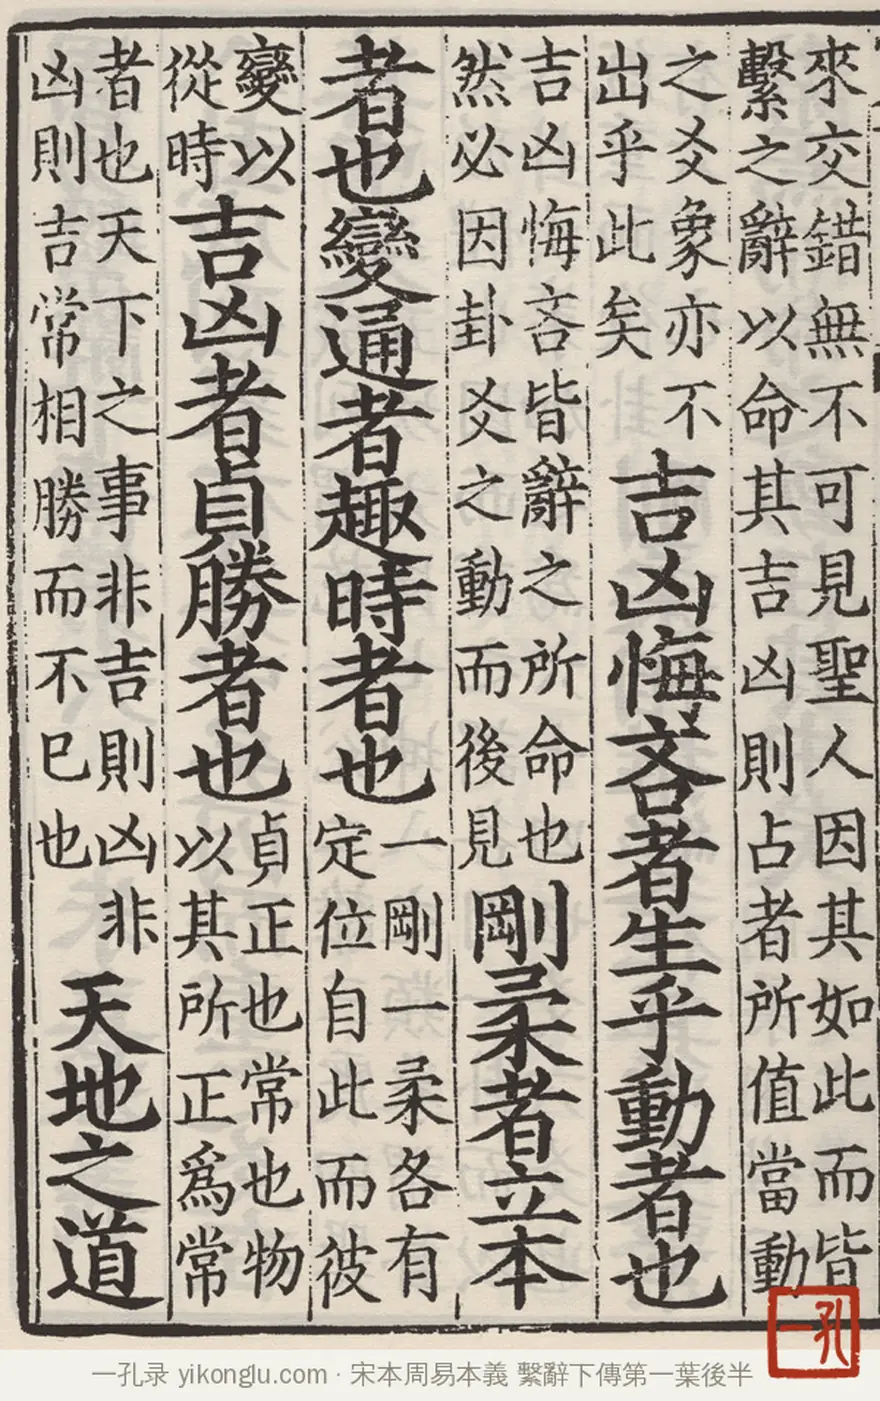 來交錯無不可見聖人因其如此而皆繫之辭以命其吉凶則占者所值當動
之爻象亦不出乎此矣吉凶悔吝者生乎動者也
吉凶悔吝皆辭之所命也然必因卦爻之動而後見剛柔者立本
者也變通者趣時者也一剛一柔各有定位自此而彼
變以從時吉凶者貞勝者也貞正也常也物以其所正爲常
者也天下之事非吉則凶非凶則吉常相勝而不巳也天地之道
一孔
一孔录 yikonglu.com · 宋本周易本義 繫辭下傳第一葉後半